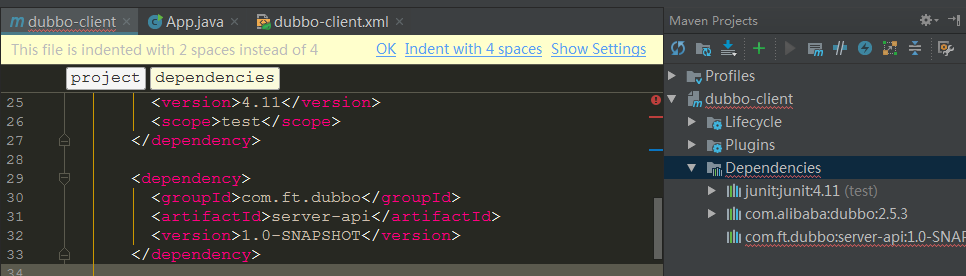 dubbo-client
App.java
dubbo-client.xml
This file is indented with 2 spaces instead of 4
OK Indent with 4 spaces Show Settings
project dependencies
25 <version>4.11</version>
26 <scope>test</scope>
27 </dependency>
28
29 <dependency>
30 <groupId>com.ft.dubbo</groupId>
31 <artifactId>server-api</artifactId>
32 <version>1.0-SNAPSHOT</version>
33 </dependency>
34
Maven Projects
Profiles
dubbo-client
Lifecycle
Plugins
Dependencies
junit:junit:4.11 (test)
com.alibaba:dubbo:2.5.3
com.ft.dubbo:server-api:1.0-SNAP